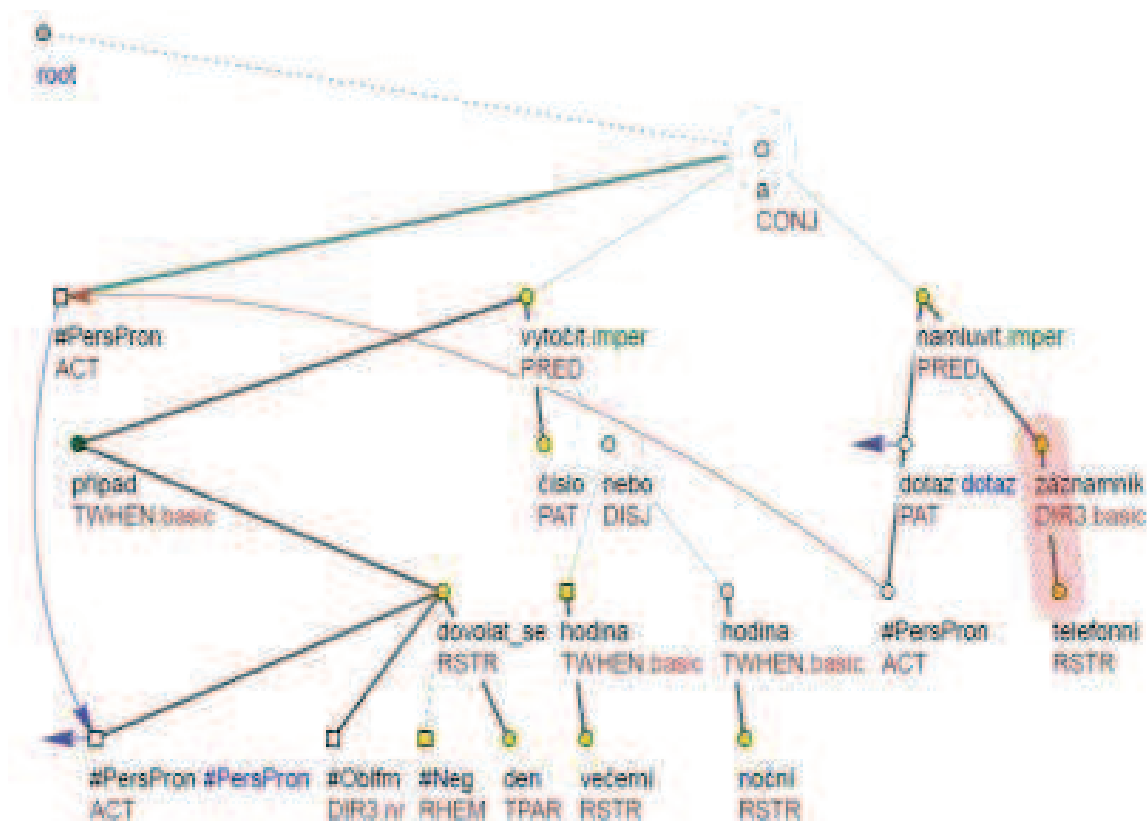 root
a
CONJ
#PersPron
ACT
vytočit.imper
PRED
namluvit.imper
PRED
případ
TWHEN.basic
číslo
PAT
nebo
DISJ
dotaz dotaz
PAT
záznamník
DIR3.basic
dovolat_se
RSTR
hodina
TWHEN.basic
hodina
TWHEN.basic
#PersPron
ACT
telefonní
RSTR
#PersPron #PersPron
ACT
#Oblfm
DIR3.nr
#Neg
RHEM
den
TPAR
večerní
RSTR
noční
RSTR